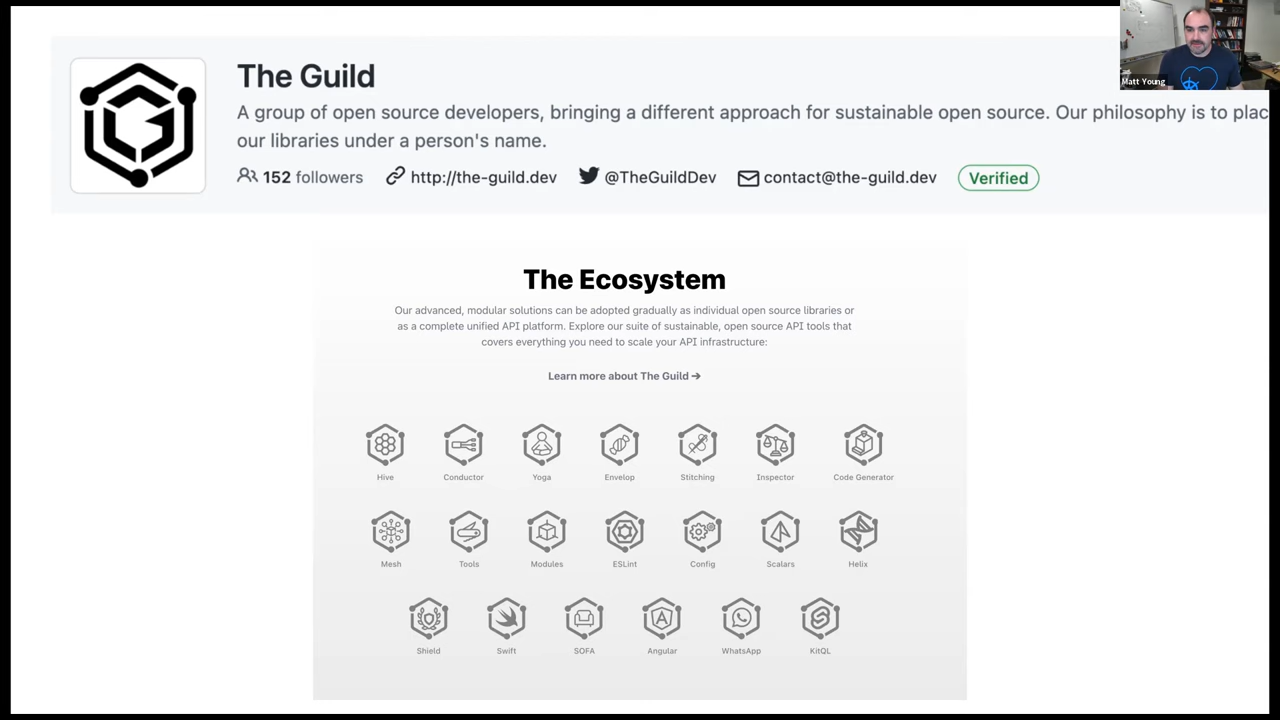 The Guild
A group of open source developers, bringing a different approach for sustainable open source. Our philosophy is to plac
our libraries under a person's name.
152 followers http://the-guild.dev @TheGuildDev contact@the-guild.dev Verified
Matt Young
The Ecosystem
Our advanced, modular solutions can be adopted gradually as individual open source libraries or
as a complete unified API platform. Explore our suite of sustainable, open source API tools that
covers everything you need to scale your API infrastructure:
Learn more about The Guild →
Hive Conductor Yoga Envelop Stitching Inspector Code Generator
Mesh Tools Modules ESLint Config Scalars Helix
Shield Swift SOFA Angular WhatsApp KitQL